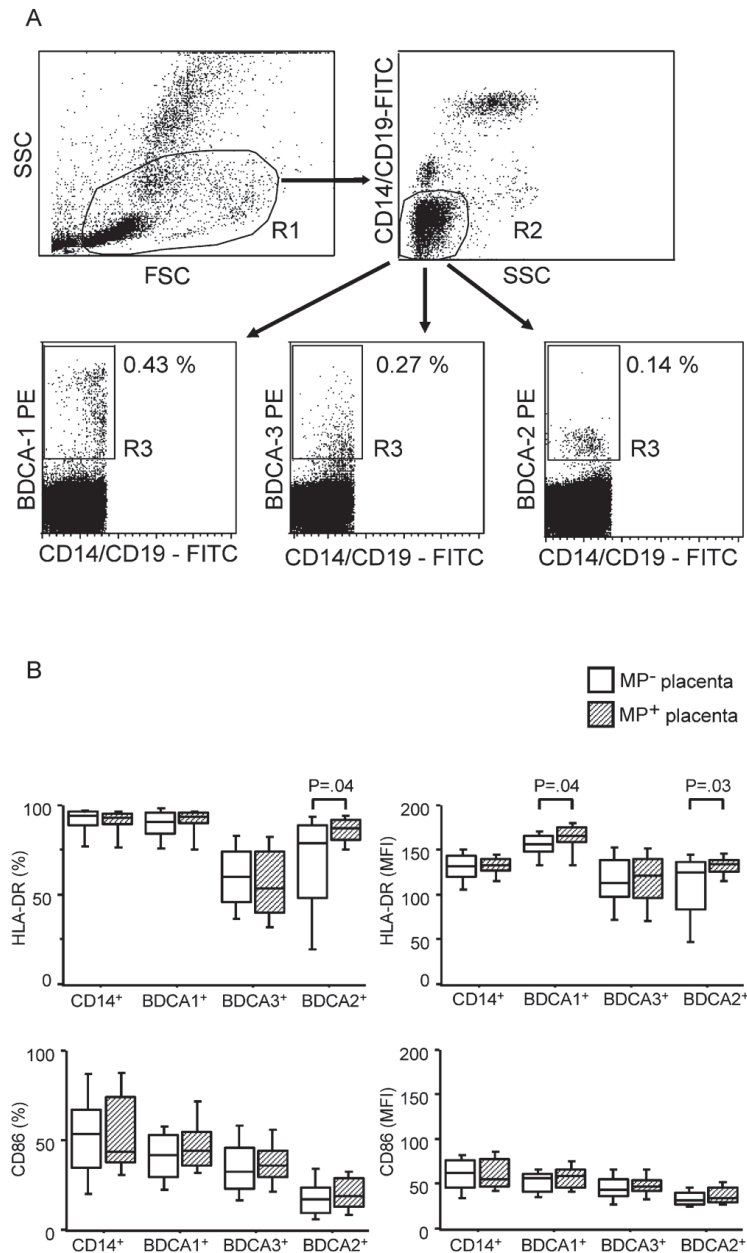 A
SSC
FSC
R1
CD14/CD19-FITC
SSC
R2
BDCA-1 PE
0.43 %
R3
CD14/CD19 - FITC
BDCA-3 PE
0.27 %
R3
CD14/CD19 - FITC
BDCA-2 PE
0.14 %
R3
CD14/CD19 - FITC
B
MP⁻ placenta
MP⁺ placenta
HLA-DR (%)
100
50
0
P=.04
CD14⁺ BDCA1⁺ BDCA3⁺ BDCA2⁺
HLA-DR (MFI)
200
150
100
50
0
P=.04
P=.03
CD14⁺ BDCA1⁺ BDCA3⁺ BDCA2⁺
CD86 (%)
100
50
0
CD14⁺ BDCA1⁺ BDCA3⁺ BDCA2⁺
CD86 (MFI)
200
150
100
50
0
CD14⁺ BDCA1⁺ BDCA3⁺ BDCA2⁺